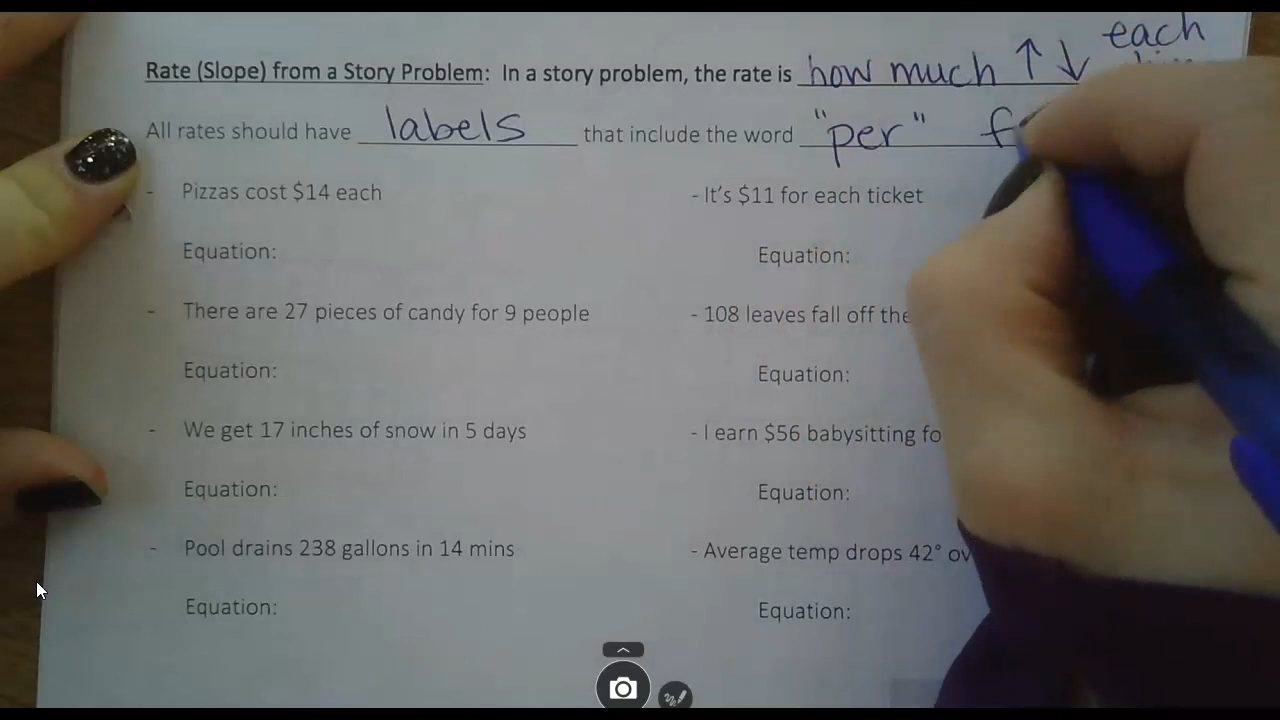 each
Rate (Slope) from a Story Problem: In a story problem, the rate is how much ↑ ↓
All rates should have labels that include the word "per" f
- Pizzas cost $14 each - It's $11 for each ticket
Equation: Equation:
- There are 27 pieces of candy for 9 people - 108 leaves fall off the
Equation: Equation:
- We get 17 inches of snow in 5 days - I earn $56 babysitting fo
Equation: Equation:
- Pool drains 238 gallons in 14 mins - Average temp drops 42° ov
Equation: Equation: